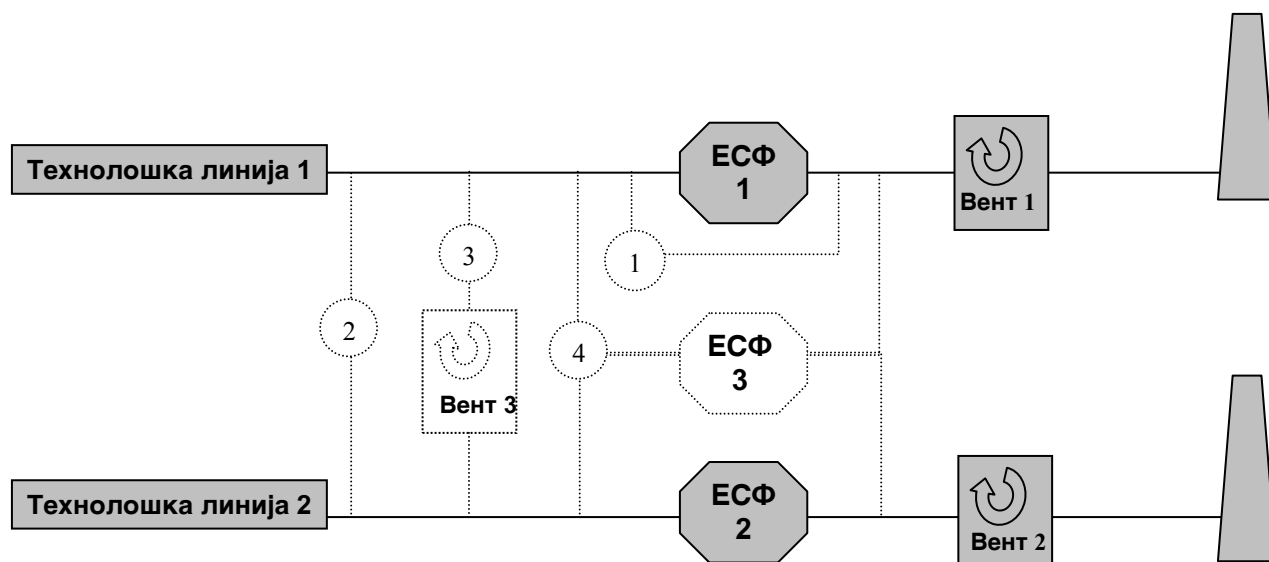 Технолошка линија 1
ЕСФ
1
Вент 1
3
1
2
4
ЕСФ
3
Вент 3
Технолошка линија 2
ЕСФ
2
Вент 2